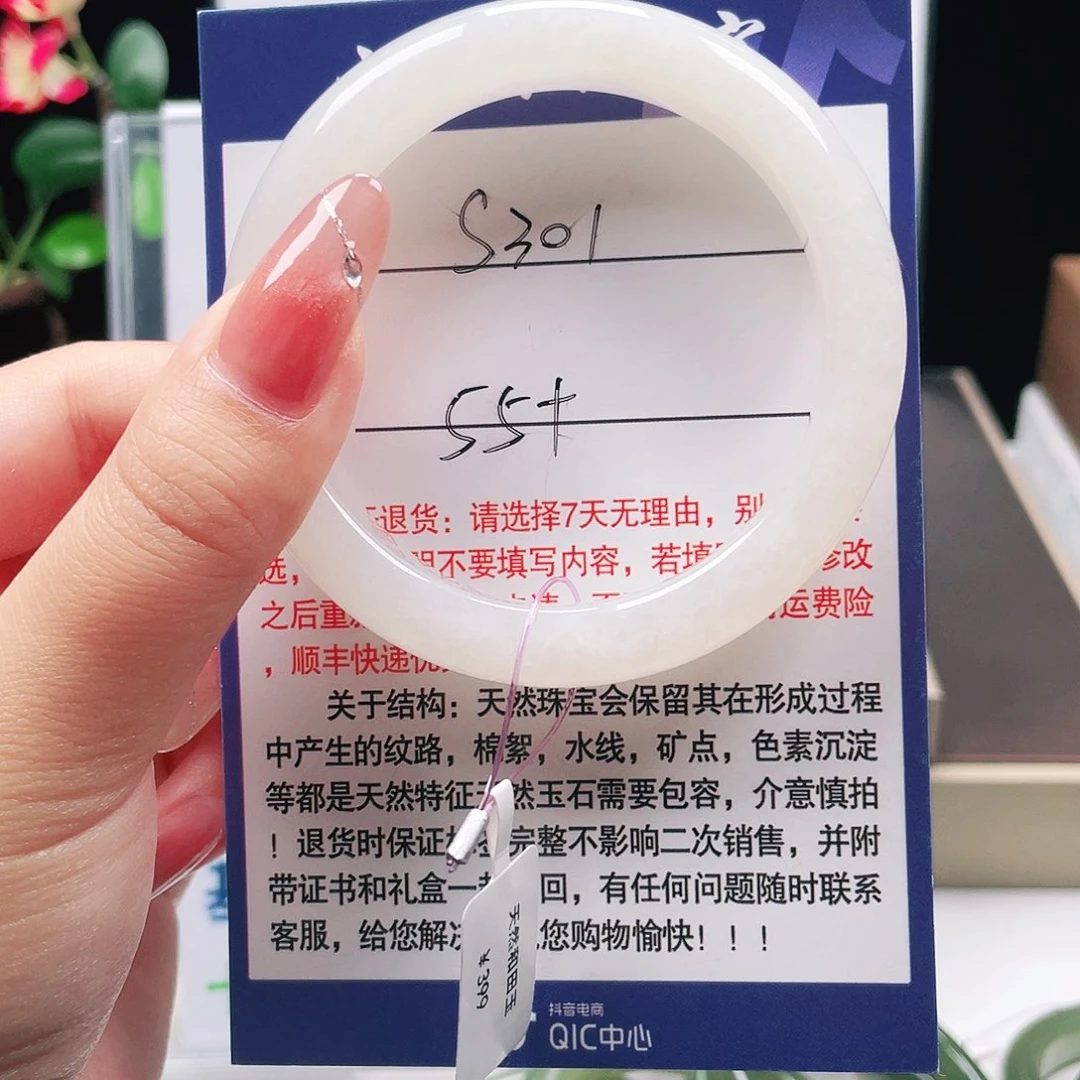 S301
55+
退货：请选择7天无理由，别
选，不要填写内容，若填 修改
之后重 运费险
，顺丰快递
关于结构：天然珠宝会保留其在形成过程
中产生的纹路，棉絮，水线，矿点，色素沉淀
等都是天然特征 然玉石需要包容，介意慎拍
！退货时保证 完整不影响二次销售，并附
带证书和礼盒一 回，有任何问题随时联系
客服，给您解 您购物愉快！！！
天然和田玉
抖音电商
QIC中心